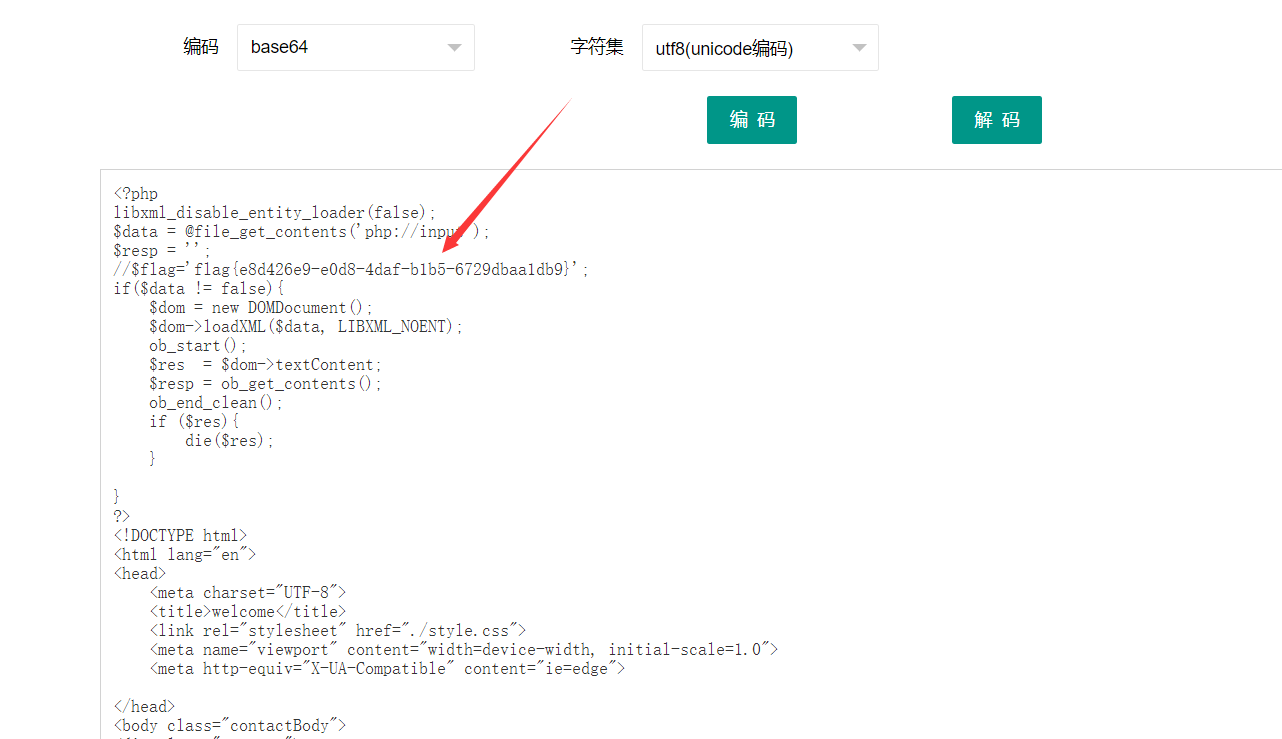 编码 base64 字符集 utf8(unicode编码)
编 码 解 码
<?php
libxml_disable_entity_loader(false);
$data = @file_get_contents('php://input');
$resp = '';
//$flag='flag{e8d426e9-e0d8-4daf-b1b5-6729dbaa1db9}';
if($data != false){
    $dom = new DOMDocument();
    $dom->loadXML($data, LIBXML_NOENT);
    ob_start();
    $res  = $dom->textContent;
    $resp = ob_get_contents();
    ob_end_clean();
    if ($res){
        die($res);
    }
}
?>
<!DOCTYPE html>
<html lang="en">
<head>
    <meta charset="UTF-8">
    <title>welcome</title>
    <link rel="stylesheet" href="./style.css">
    <meta name="viewport" content="width=device-width, initial-scale=1.0">
    <meta http-equiv="X-UA-Compatible" content="ie=edge">
</head>
<body class="contactBody">